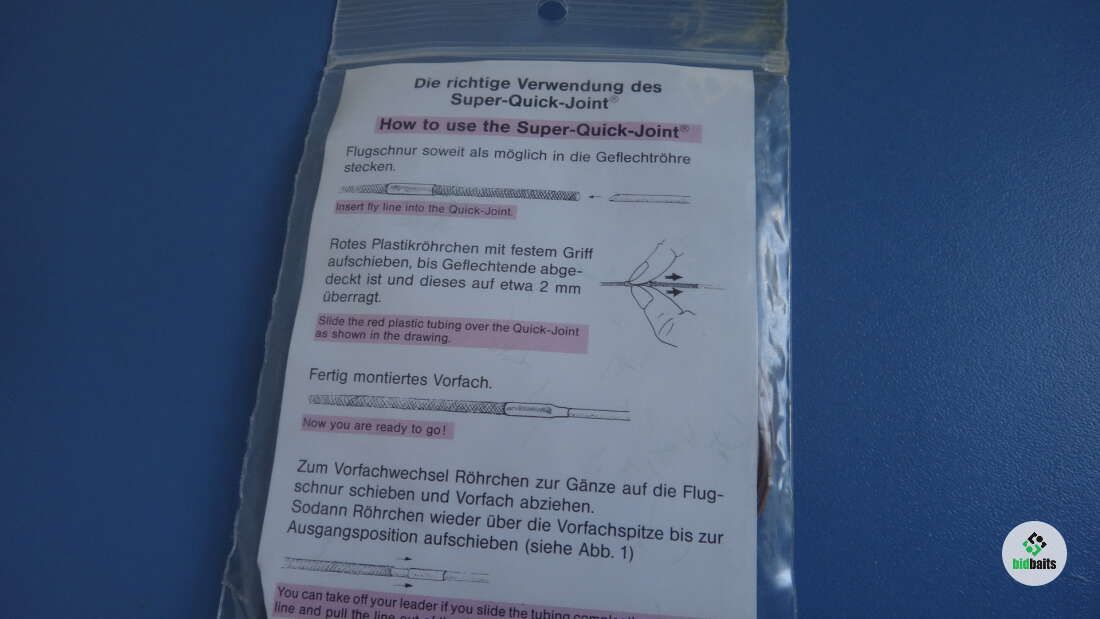 Die richtige Verwendung des
Super-Quick-Joint®
How to use the Super-Quick-Joint®
Flugschnur soweit als möglich in die Geflechtröhre
stecken.
Insert fly line into the Quick-Joint.
Rotes Plastikröhrchen mit festem Griff
aufschieben, bis Geflechtende abge-
deckt ist und dieses auf etwa 2 mm
überragt.
Slide the red plastic tubing over the Quick-Joint
as shown in the drawing.
Fertig montiertes Vorfach.
Now you are ready to go!
Zum Vorfachwechsel Röhrchen zur Gänze auf die Flug-
schnur schieben und Vorfach abziehen.
Sodann Röhrchen wieder über die Vorfachspitze bis zur
Ausgangsposition aufschieben (siehe Abb. 1)
You can take off your leader if you slide the tubing
line and pull the line out of
bidbaits